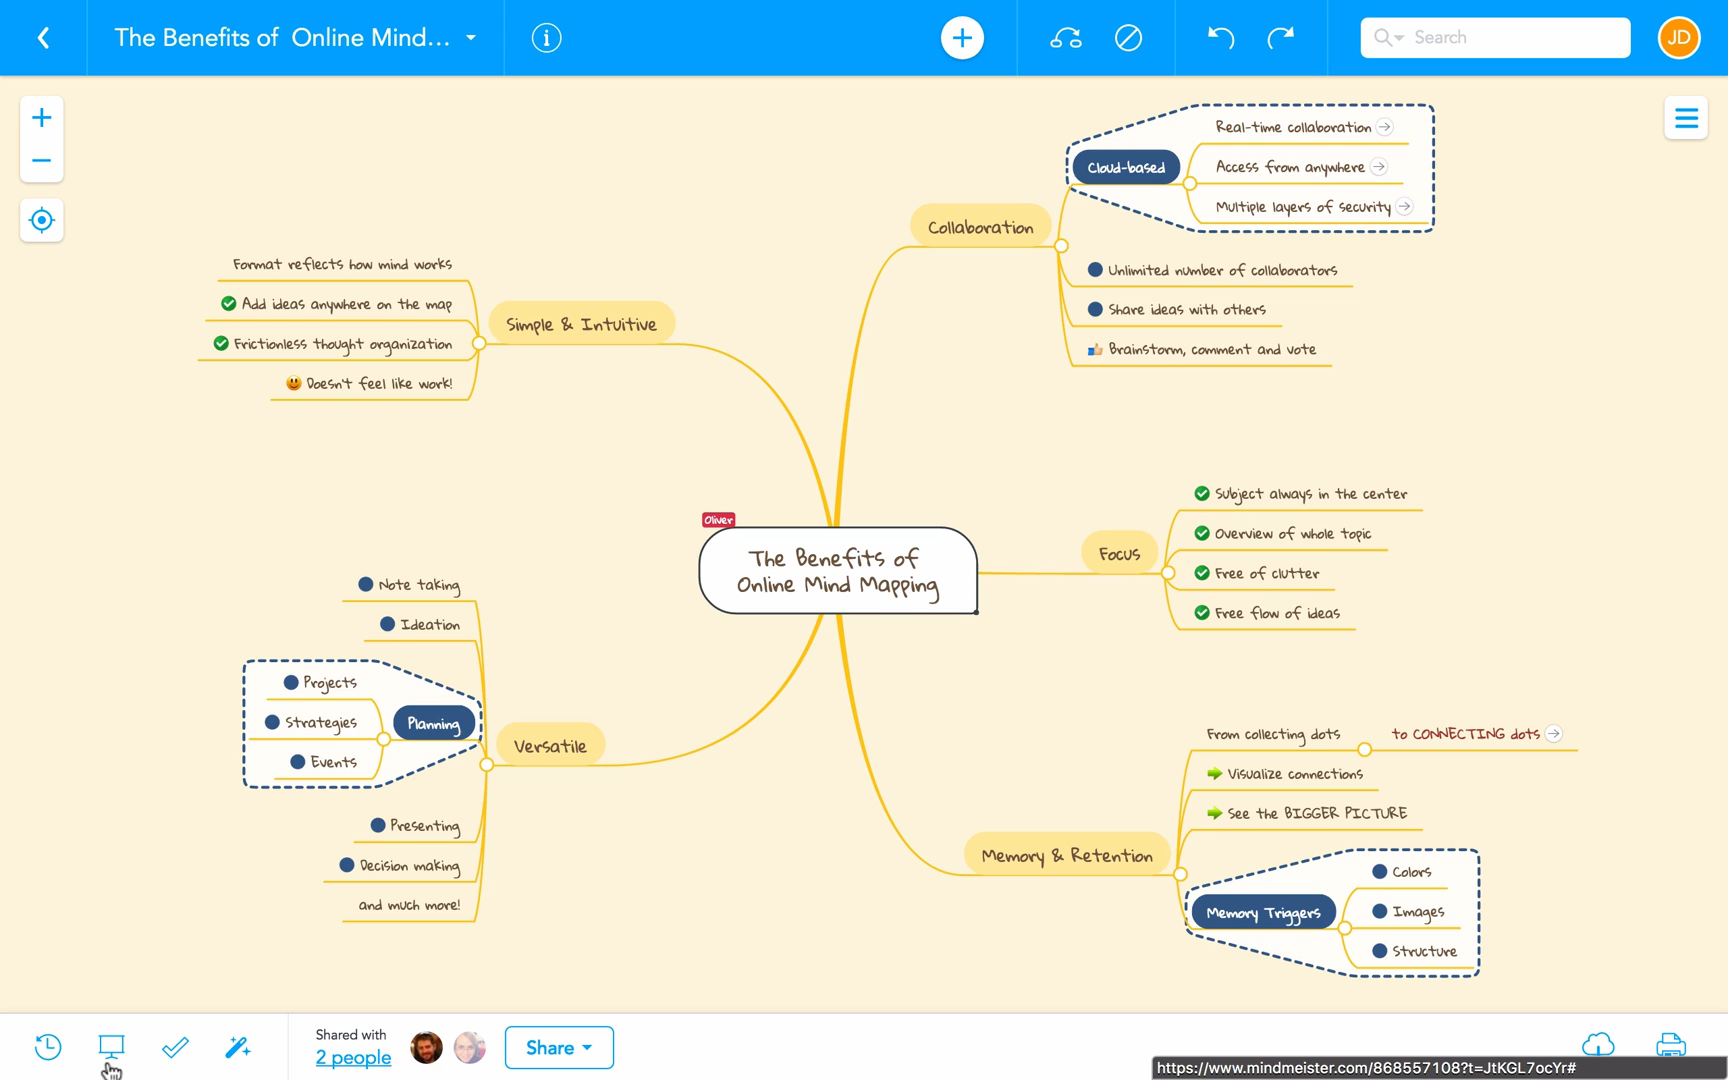 The Benefits of Online Mind...
Search
JD
Real-time collaboration
Cloud-based
Access from anywhere
Multiple layers of security
Collaboration
Unlimited number of collaborators
Share ideas with others
Brainstorm, comment and vote
Format reflects how mind works
Add ideas anywhere on the map
Simple & Intuitive
Frictionless thought organization
Doesn't feel like work!
Subject always in the center
Overview of whole topic
Focus
Free of clutter
Free flow of ideas
Oliver
The Benefits of
Online Mind Mapping
Note taking
Ideation
Projects
Strategies
Planning
Events
Versatile
Presenting
Decision making
and much more!
From collecting dots
to CONNECTING dots
Visualize connections
See the BIGGER PICTURE
Memory & Retention
Colors
Memory Triggers
Images
Structure
Shared with
2 people
Share
https://www.mindmeister.com/868557108?t=JtKGL7ocYr#